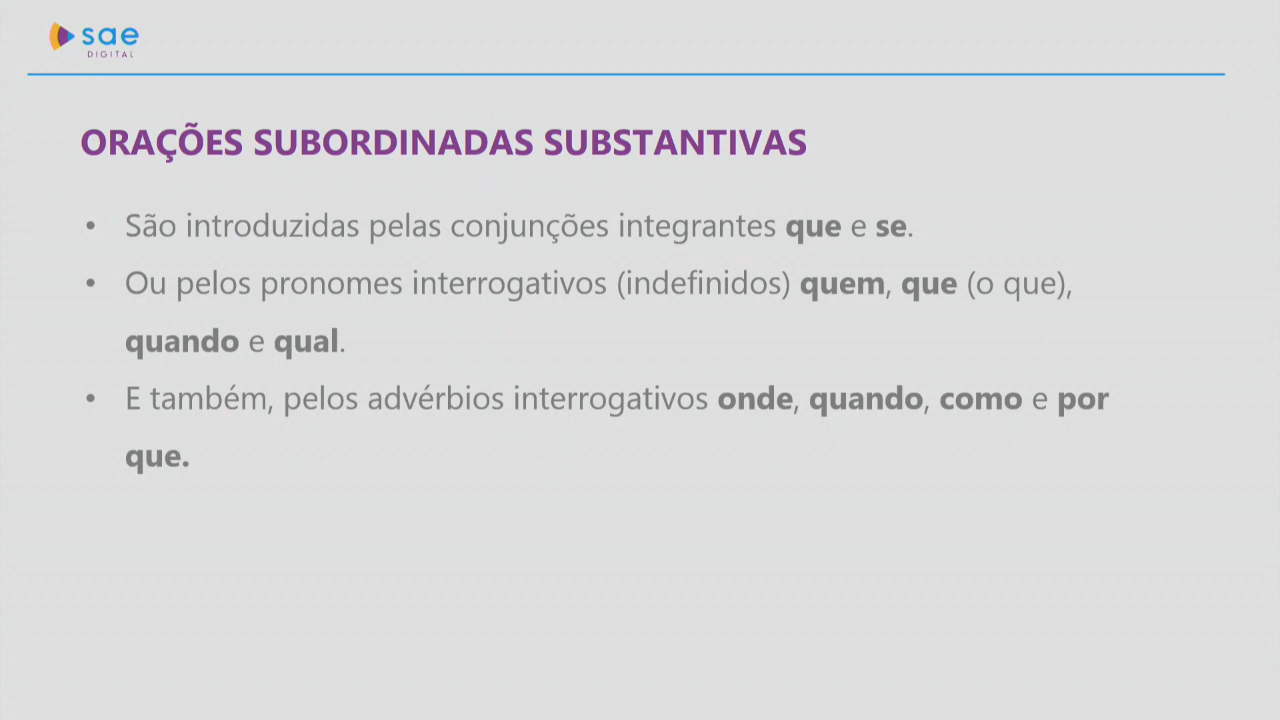 sae
DIGITAL
ORAÇÕES SUBORDINADAS SUBSTANTIVAS
• São introduzidas pelas conjunções integrantes que e se.
• Ou pelos pronomes interrogativos (indefinidos) quem, que (o que),
quando e qual.
• E também, pelos advérbios interrogativos onde, quando, como e por
que.